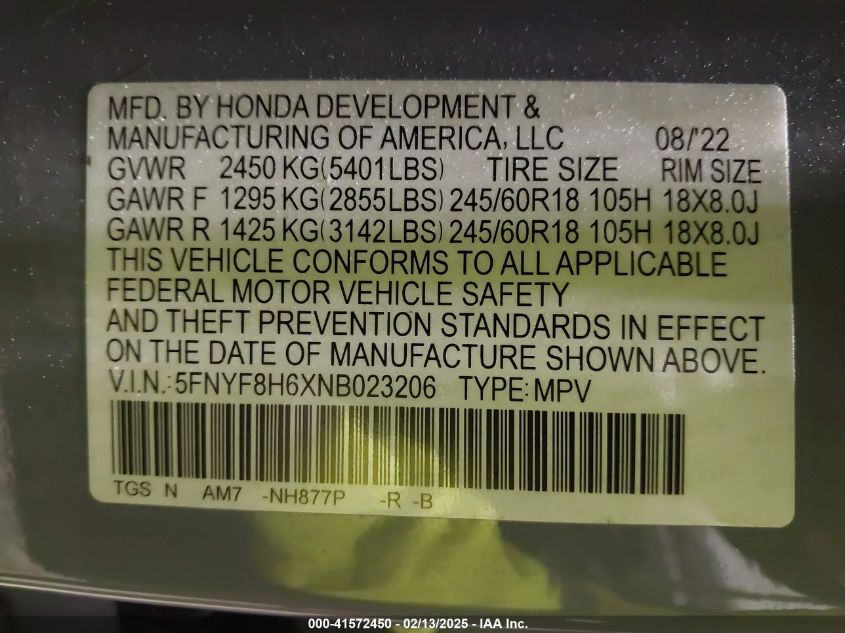 MFD. BY HONDA DEVELOPMENT &
MANUFACTURING OF AMERICA, LLC 08/'22
GVWR 2450 KG(5401LBS) TIRE SIZE RIM SIZE
GAWR F 1295 KG(2855LBS) 245/60R18 105H 18X8.0J
GAWR R 1425 KG(3142LBS) 245/60R18 105H 18X8.0J
THIS VEHICLE CONFORMS TO ALL APPLICABLE
FEDERAL MOTOR VEHICLE SAFETY
AND THEFT PREVENTION STANDARDS IN EFFECT
ON THE DATE OF MANUFACTURE SHOWN ABOVE.
V.I.N.: 5FNYF8H6XNB023206 TYPE: MPV
TGS N AM7 -NH877P -R -B
000-41572450 - 02/13/2025 - IAA Inc.